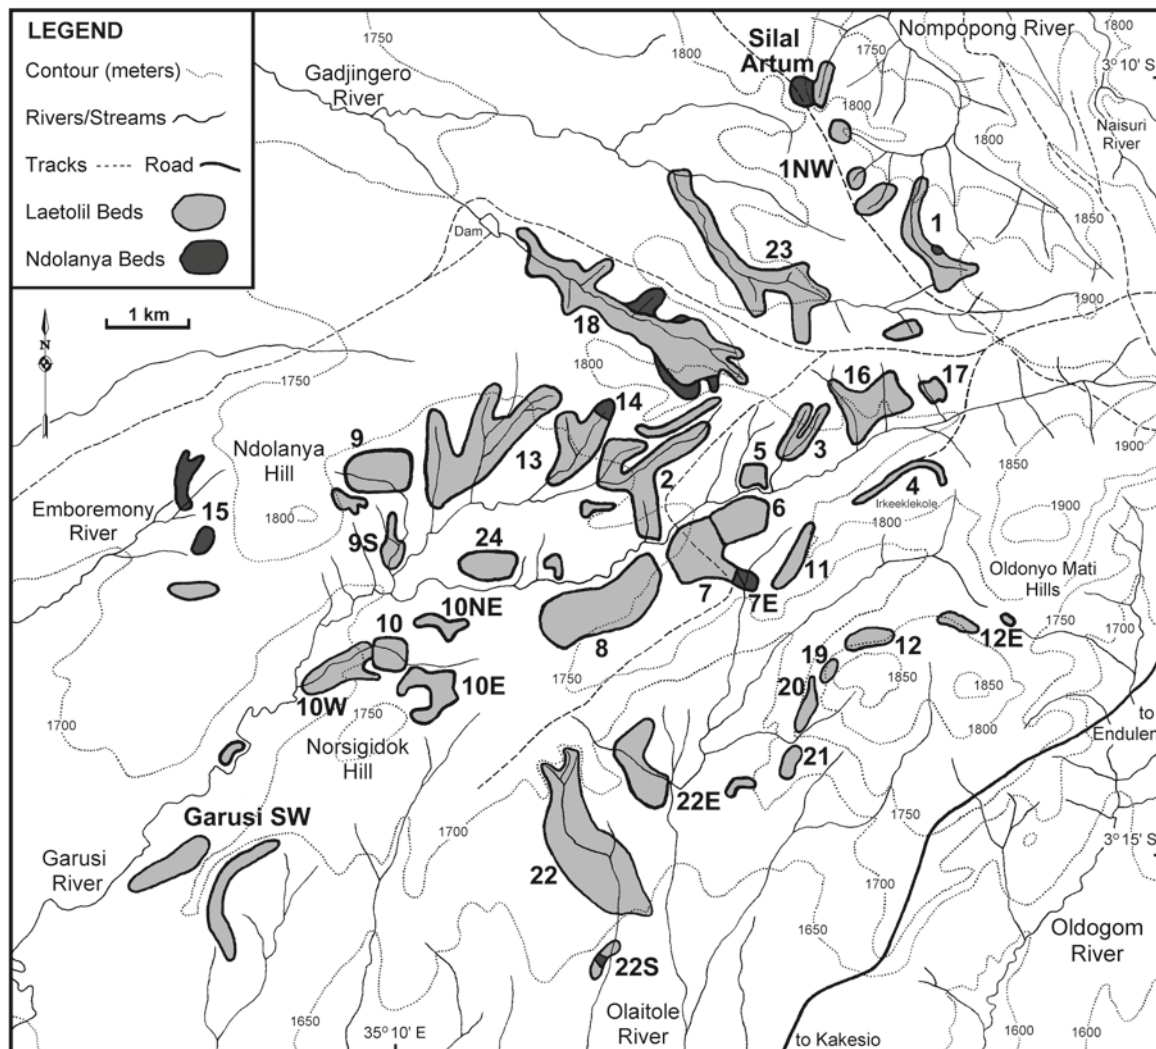 LEGEND
Contour (meters)
Rivers/Streams
Tracks Road
Laetolil Beds
Ndolanya Beds
1 km
N
1750
Gadjingero
River
1800
Silal
Artum
1750
Nompopong River
1800
3° 10' S
1800
1800
Naisuri
River
1NW
1
1850
Dam
23
1900
18
1800
1750
16
17
14
1900
Ndolanya
Hill
9
13
5
3
1850
2
4
Irkeeklekole
Emboremony
River
15
1800
6
1800
1900
9S
24
11
Oldonyo Mati
Hills
7
7E
10NE
1750
1700
10
8
12
12E
19
1750
1850
1850
10E
20
10W
1750
1700
1800
to
Endulen
Norsigidok
Hill
21
22E
1750
1700
Garusi SW
3° 15' S
Garusi
River
22
1700
1650
Oldogom
River
22S
1650
35° 10' E
Olaitole
River
to Kakesio
1600
1600